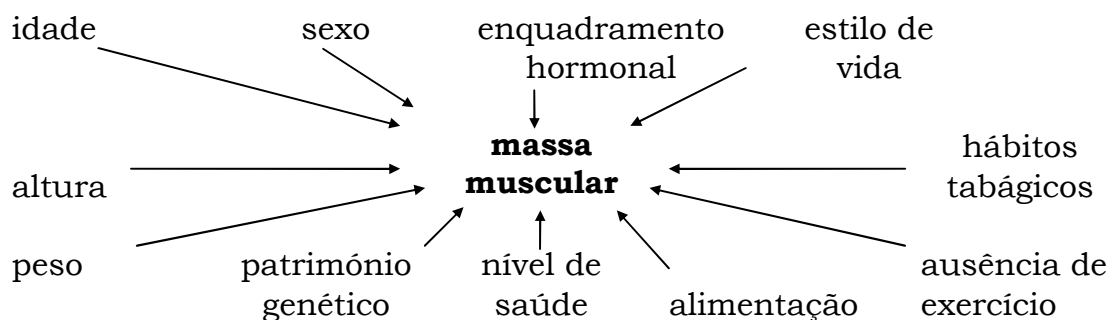 idade
sexo
enquadramento
hormonal
estilo de
vida
massa
muscular
altura
hábitos
tabágicos
peso
património
genético
nível de
saúde
alimentação
ausência de
exercício